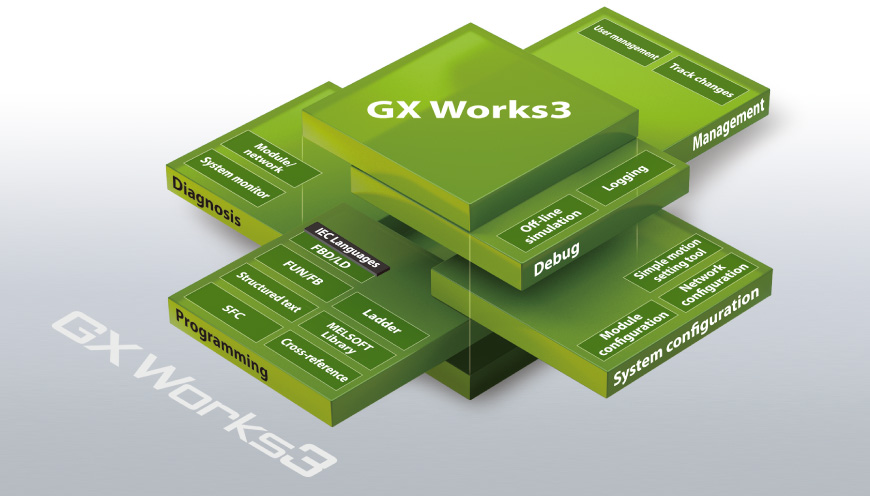 GX Works3
User management
Track changes
Management
Module/
network
System monitor
Diagnosis
Logging
Off-line
simulation
Debug
IEC Languages
FBD/LD
FUN/FB
Structured text
SFC
Ladder
MELSOFT
Library
Cross-reference
Programming
Simple motion
setting tool
Network
configuration
Module
configuration
System configuration
GX Works3